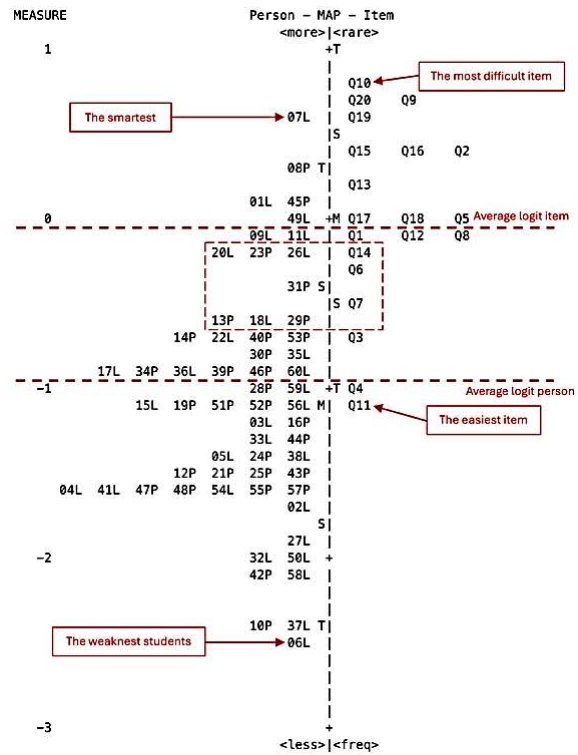 MEASURE Person – MAP – Item
<more>|<rare>
1 +T
|
Q10 The most difficult item
Q20 Q9
The smartest 07L | Q19
|S
| Q15 Q16 Q2
08P T|
| Q13
01L 45P |
0 49L +M Q17 Q18 Q5 Average logit item
09L 11L | Q1 Q12 Q8
20L 23P 26L | Q14
| Q6
31P S|
|S Q7
13P 18L 29P |
14P 22L 40P 53P | Q3
30P 35L |
17L 34P 36L 39P 46P 60L |
-1 28P 59L +T Q4 Average logit person
15L 19P 51P 52P 56L M| Q11 The easiest item
03L 16P |
33L 44P |
05L 24P 38L |
12P 21P 25P 43P |
04L 41L 47P 48P 54L 55P 57P |
02L |
S|
27L |
-2 32L 50L +
42P 58L |
|
|
10P 37L T|
The weaknest students 06L |
|
|
|
|
-3 +
<less>|<freq>